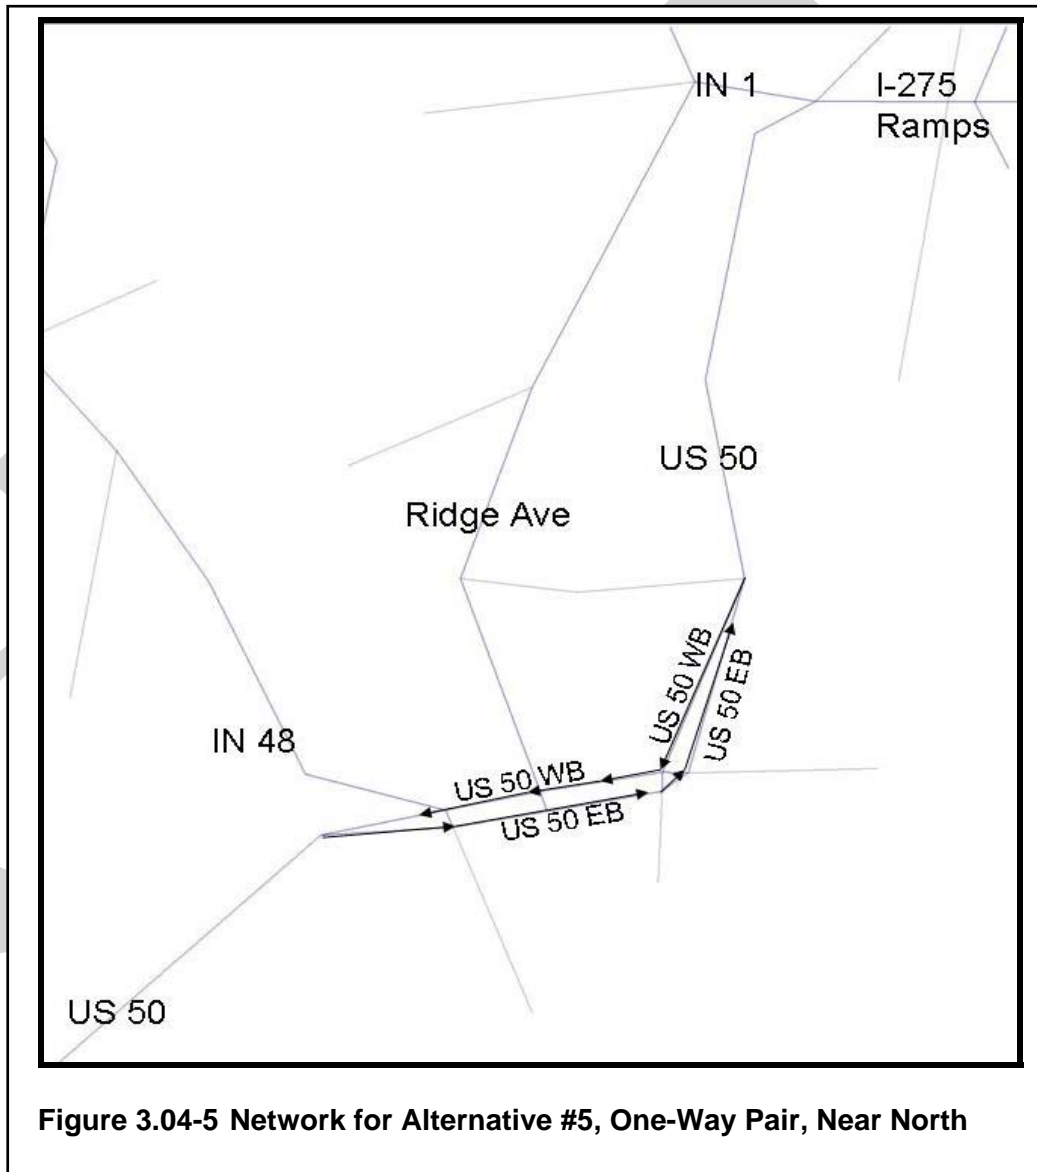 IN 1
I-275
Ramps
US 50
Ridge Ave
US 50 WB
US 50 EB
IN 48
US 50 WB
US 50 EB
US 50
Figure 3.04-5 Network for Alternative #5, One-Way Pair, Near North